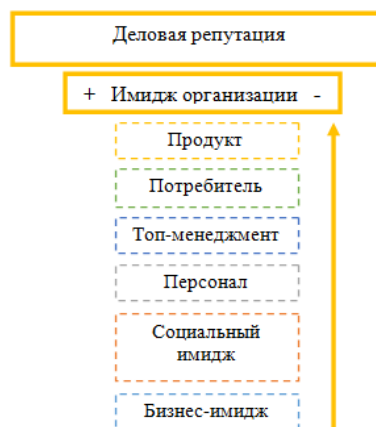 Деловая репутация
+ Имидж организации -
Продукт
Потребитель
Топ-менеджмент
Персонал
Социальный
имидж
Бизнес-имидж